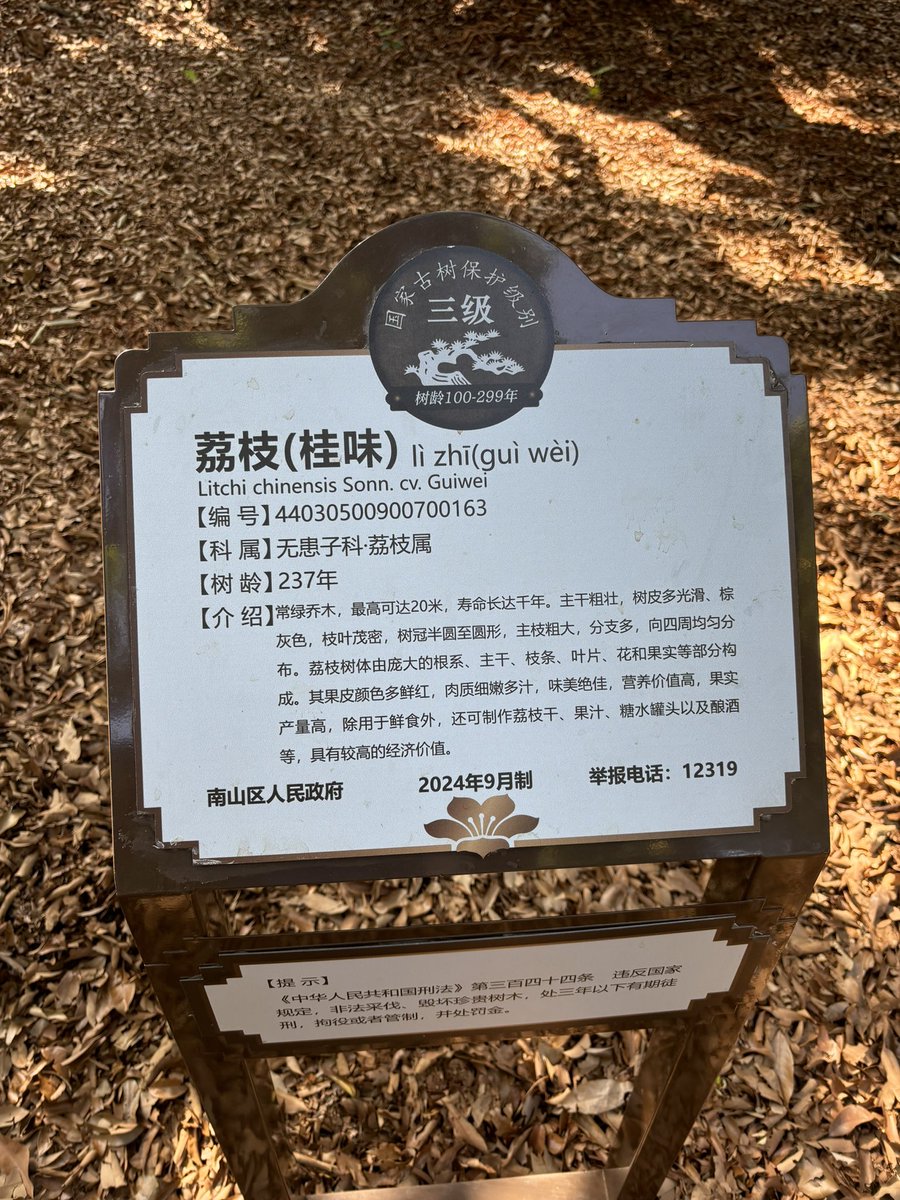 国家古树保护级别
三级
树龄100-299年
荔枝(桂味) lì zhī(guì wèi)
Litchi chinensis Sonn. cv. Guiwei
【编 号】44030500900700163
【科 属】无患子科·荔枝属
【树 龄】237年
【介 绍】常绿乔木，最高可达20米，寿命长达千年。主干粗壮，树皮多光滑、棕
灰色，枝叶茂密，树冠半圆至圆形，主枝粗大，分支多，向四周均匀分
布。荔枝树体由庞大的根系、主干、枝条、叶片、花和果实等部分构
成。其果皮颜色多鲜红，肉质细嫩多汁，味美绝佳，营养价值高，果实
产量高，除用于鲜食外，还可制作荔枝干、果汁、糖水罐头以及酿酒
等，具有较高的经济价值。
南山区人民政府 2024年9月制 举报电话：12319
【提 示】
《中华人民共和国刑法》第三百四十四条 违反国家
规定，非法采伐、毁坏珍贵树木，处三年以下有期徒
刑，拘役或者管制，并处罚金。